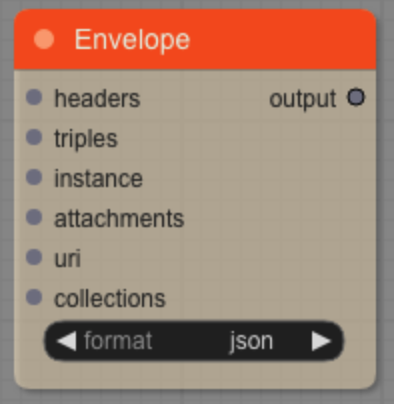 Envelope
headers output
triples
instance
attachments
uri
collections
format json